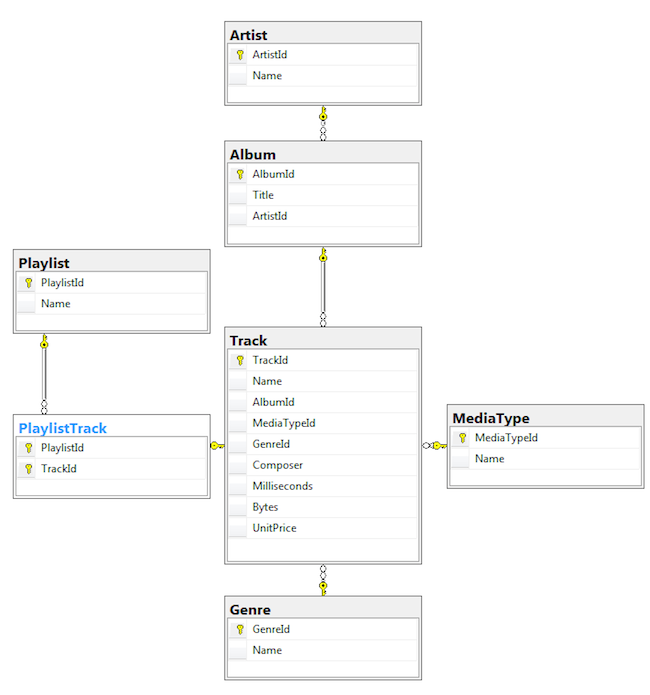 Artist
ArtistId
Name
Album
AlbumId
Title
ArtistId
Playlist
PlaylistId
Name
PlaylistTrack
PlaylistId
TrackId
Track
TrackId
Name
AlbumId
MediaTypeId
GenreId
Composer
Milliseconds
Bytes
UnitPrice
MediaType
MediaTypeId
Name
Genre
GenreId
Name